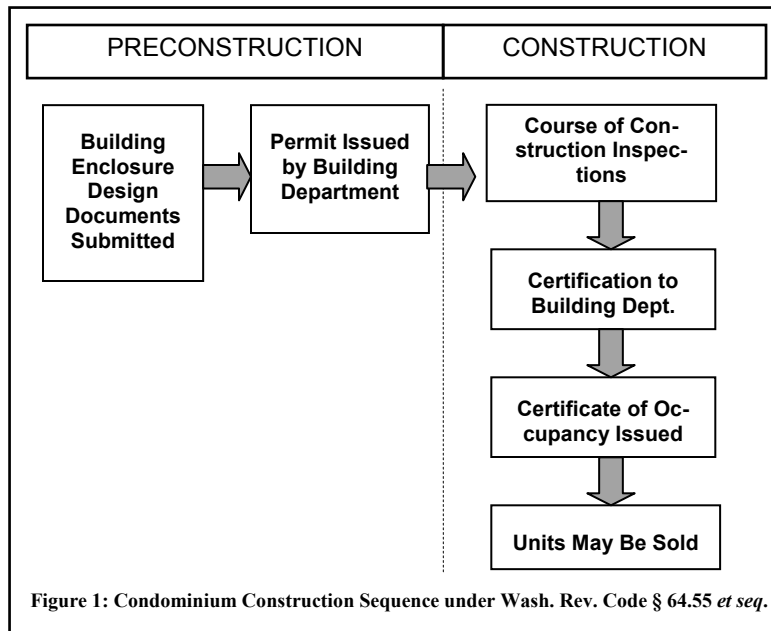 PRECONSTRUCTION
CONSTRUCTION
Building
Enclosure
Design
Documents
Submitted
Permit Issued
by Building
Department
Course of Con-
struction Inspec-
tions
Certification to
Building Dept.
Certificate of Oc-
cupancy Issued
Units May Be Sold
Figure 1: Condominium Construction Sequence under Wash. Rev. Code § 64.55 et seq.